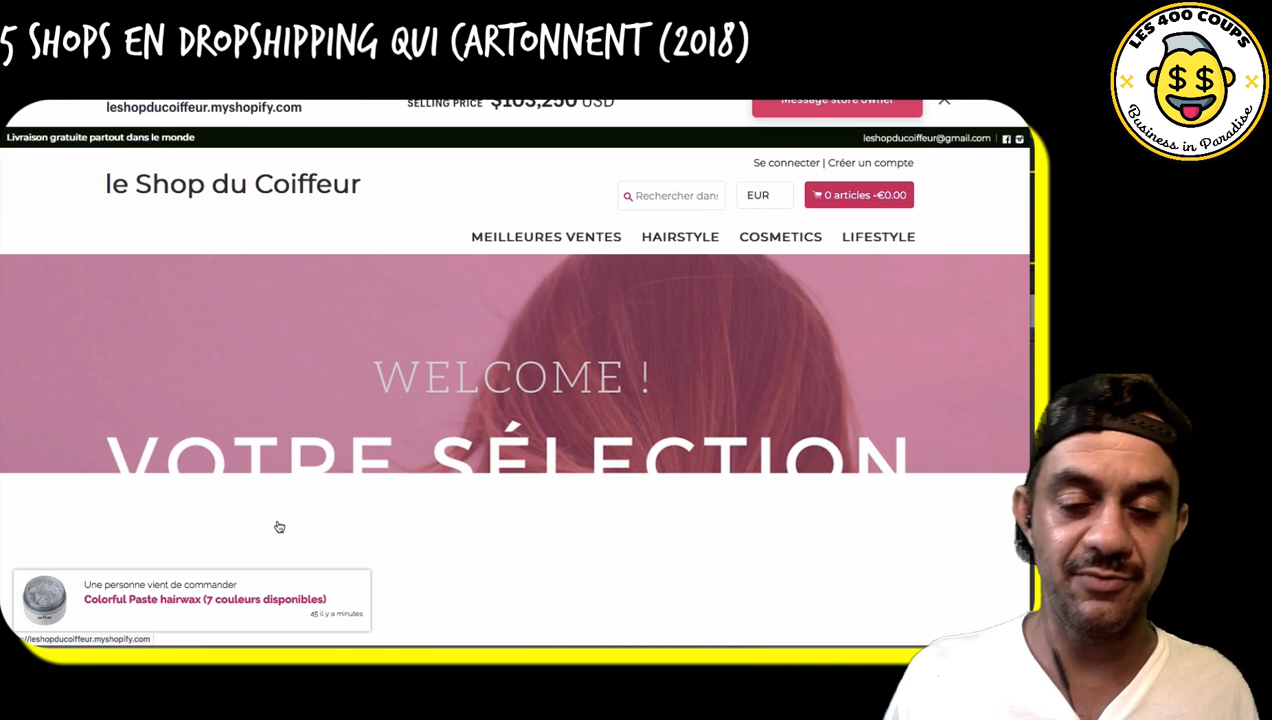 5 SHOPS EN DROPSHIPPING QUI CARTONNENT (2018)
LES 400 COUPS
$ $
Business in Paradise
leshopducoiffeur.myshopify.com
SELLING PRICE $103,250 USD
Message store owner
Livraison gratuite partout dans le monde
leshopducoiffeur@gmail.com
Se connecter | Créer un compte
le Shop du Coiffeur
Rechercher dans
EUR
0 articles -€0.00
MEILLEURES VENTES HAIRSTYLE COSMETICS LIFESTYLE
WELCOME !
VOTRE SÉLECTION
Une personne vient de commander
Colorful Paste hairwax (7 couleurs disponibles)
45 il y a minutes
//leshopducoiffeur.myshopify.com